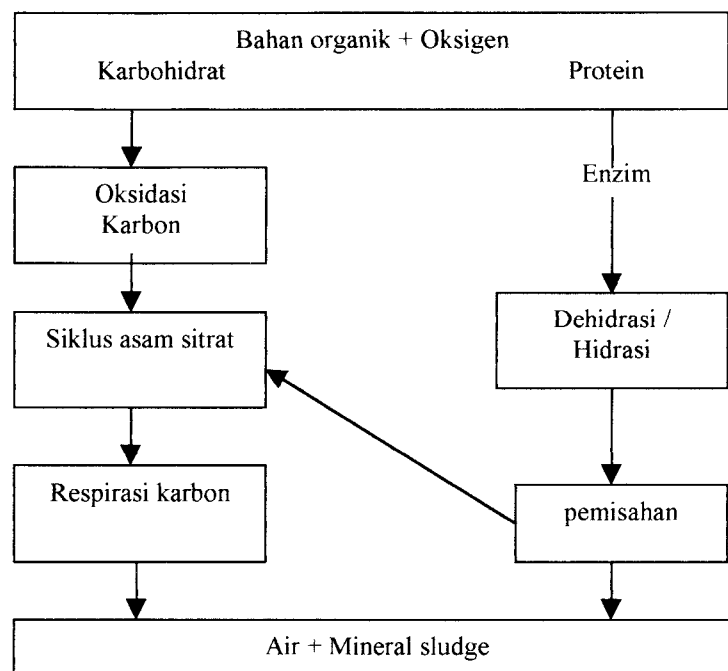 Bahan organik + Oksigen
Karbohidrat Protein
Oksidasi
Karbon
Enzim
Siklus asam sitrat
Dehidrasi /
Hidrasi
Respirasi karbon
pemisahan
Air + Mineral sludge